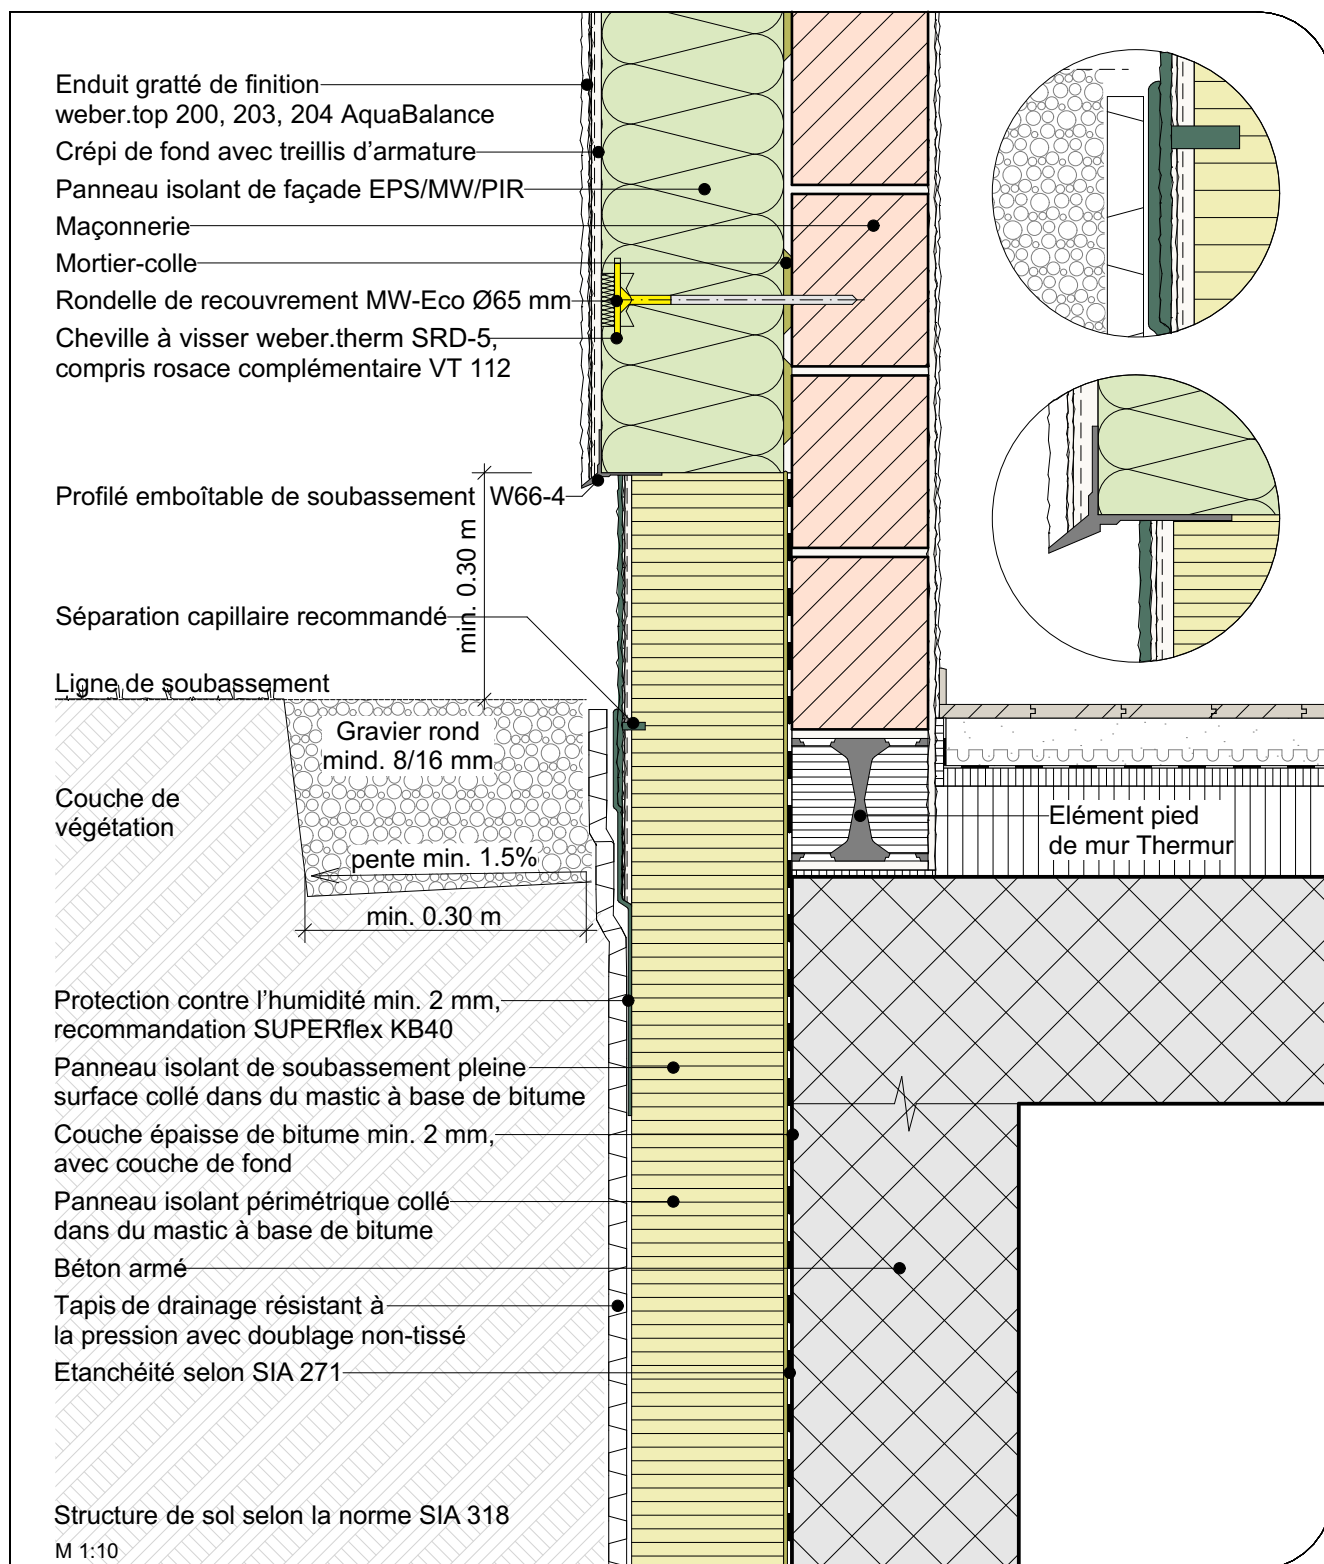 Enduit gratté de finition
weber.top 200, 203, 204 AquaBalance
Crépi de fond avec treillis d'armature
Panneau isolant de façade EPS/MW/PIR
Maçonnerie
Mortier-colle
Rondelle de recouvrement MW-Eco Ø65 mm
Cheville à visser weber.therm SRD-5,
compris rosace complémentaire VT 112
Profilé emboîtable de soubassement W66-4
min. 0.30 m
Séparation capillaire recommandé
Ligne de soubassement
Gravier rond
mind. 8/16 mm
Couche de
végétation
Elément pied
de mur Thermur
pente min. 1.5%
min. 0.30 m
Protection contre l'humidité min. 2 mm,
recommandation SUPERflex KB40
Panneau isolant de soubassement pleine
surface collé dans du mastic à base de bitume
Couche épaisse de bitume min. 2 mm,
avec couche de fond
Panneau isolant périmétrique collé
dans du mastic à base de bitume
Béton armé
Tapis de drainage résistant à
la pression avec doublage non-tissé
Etanchéité selon SIA 271
Structure de sol selon la norme SIA 318
M 1:10